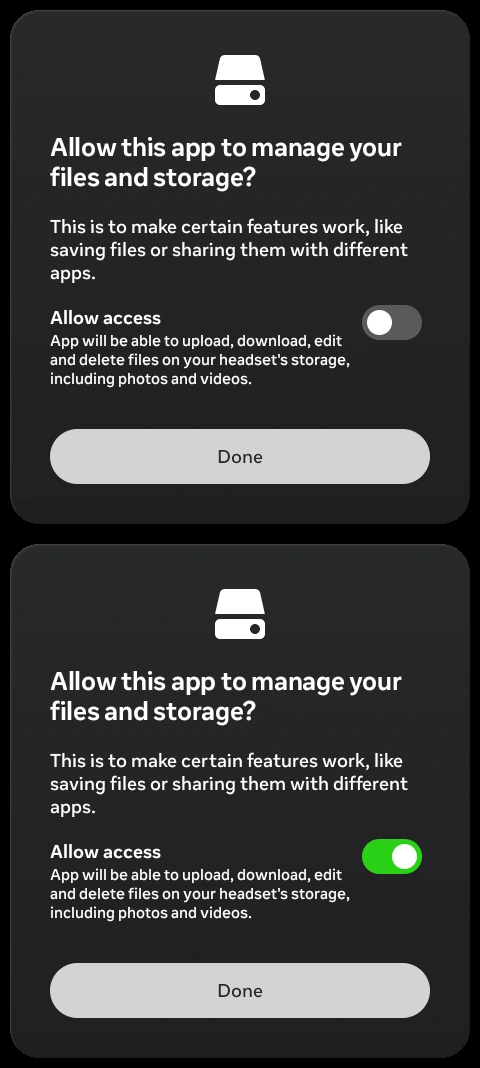 Allow this app to manage your
files and storage?
This is to make certain features work, like
saving files or sharing them with different
apps.
Allow access
App will be able to upload, download, edit
and delete files on your headset's storage,
including photos and videos.
Done
Allow this app to manage your
files and storage?
This is to make certain features work, like
saving files or sharing them with different
apps.
Allow access
App will be able to upload, download, edit
and delete files on your headset's storage,
including photos and videos.
Done